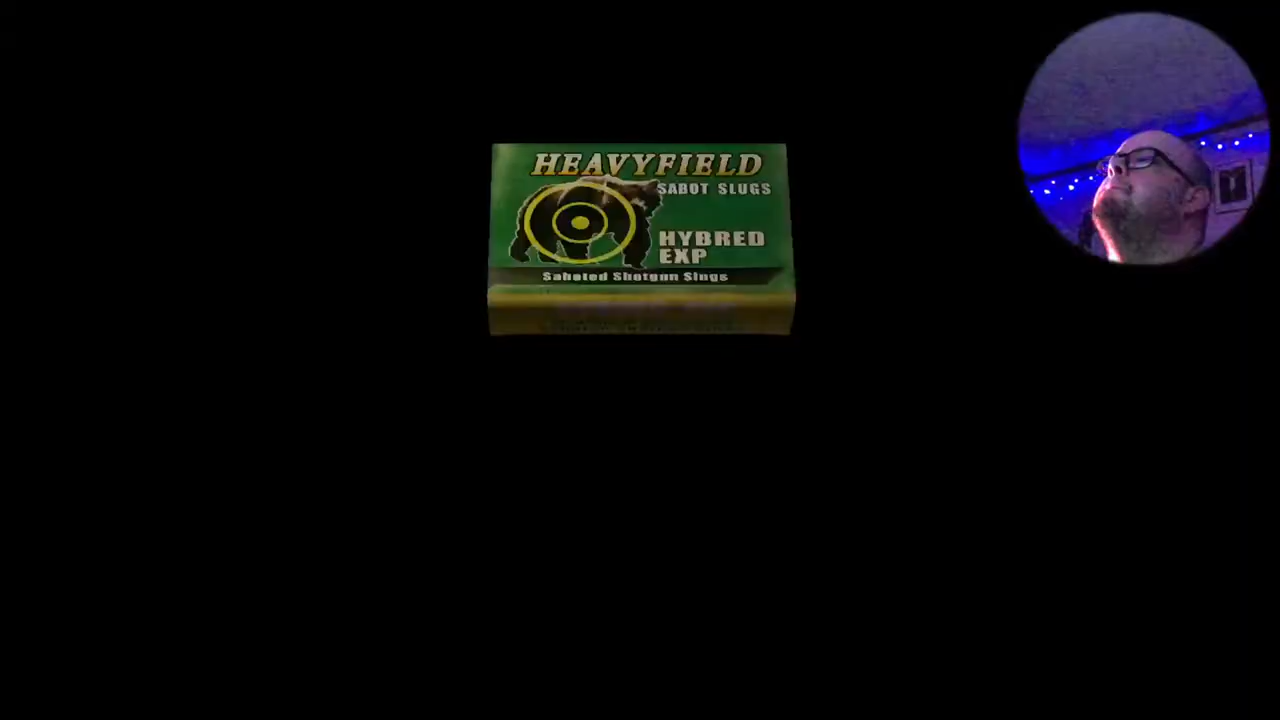 HEAVYFIELD
SABOT SLUGS
HYBRED
EXP
Saboted Shotgun Slugs